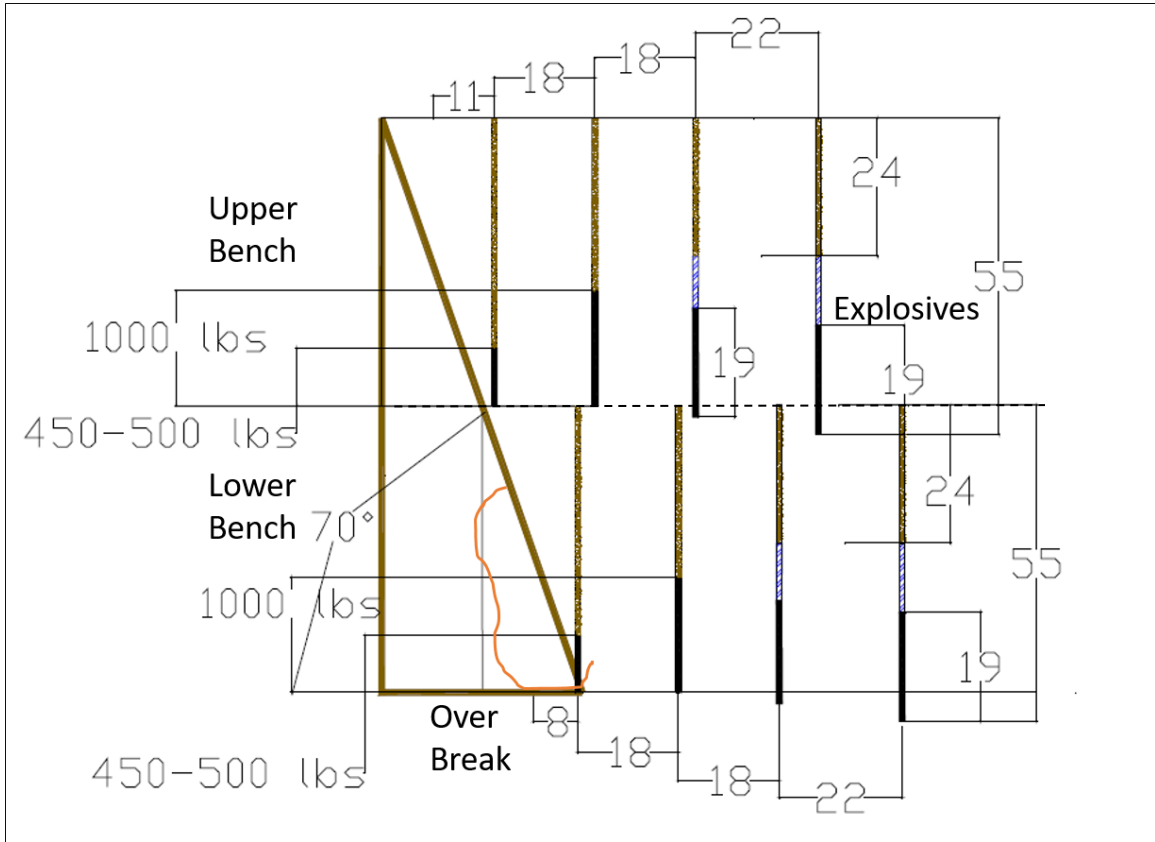 22
18
18
11
24
Upper
Bench
55
Explosives
1000 lbs
19
19
450-500 lbs
Lower
Bench
24
70°
55
1000 lbs
19
Over
Break
8
18
450-500 lbs
18
22